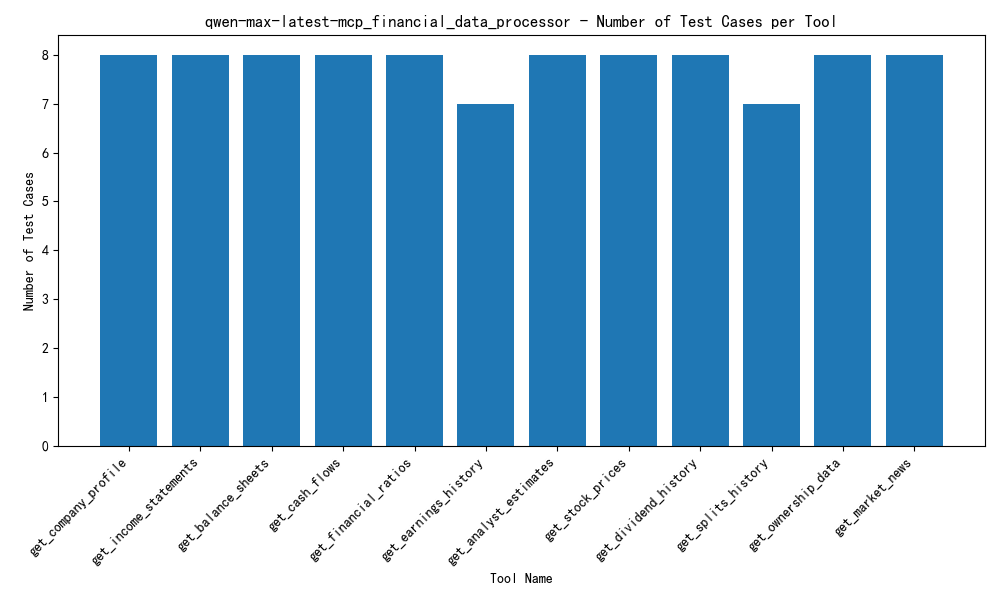 qwen-max-latest-mcp_financial_data_processor - Number of Test Cases per Tool
Number of Test Cases
8
7
6
5
4
3
2
1
0
get_company_profile
get_income_statements
get_balance_sheets
get_cash_flows
get_financial_ratios
get_earnings_history
get_analyst_estimates
get_stock_prices
get_dividend_history
get_splits_history
get_ownership_data
get_market_news
Tool Name